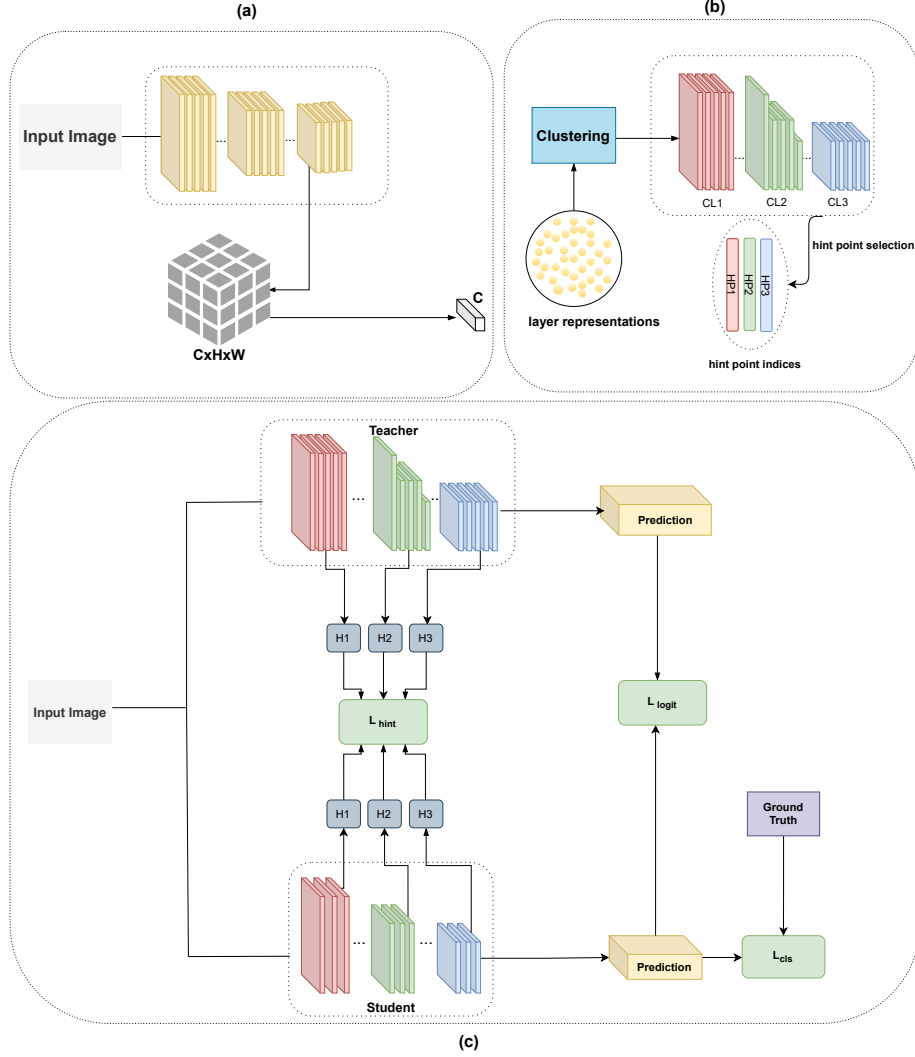 (a)
Input Image
...
...
CxHxW
C
(b)
Clustering
...
...
CL1
CL2
CL3
layer representations
hint point selection
HP1
HP2
HP3
hint point indices
Teacher
...
...
Prediction
H1
H2
H3
Input Image
L hint
L logit
H1
H2
H3
Ground
Truth
...
...
Prediction
Lcls
Student
(c)